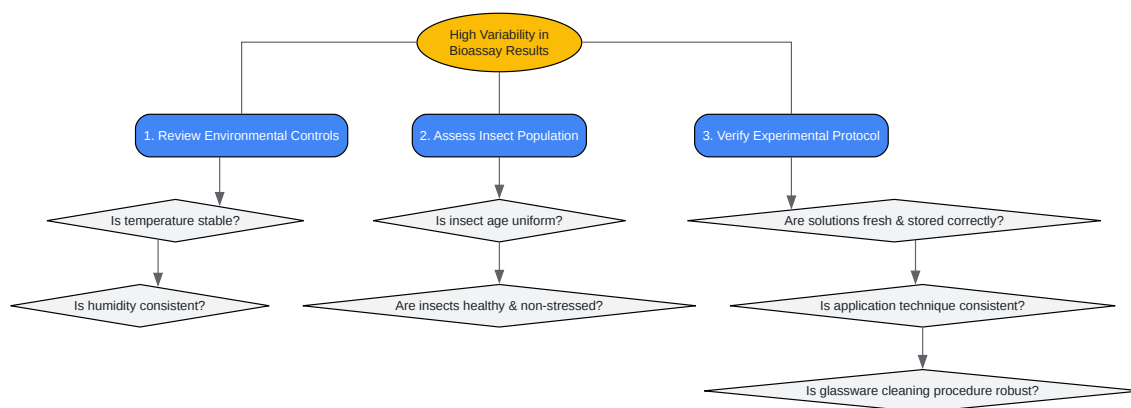 High Variability in
Bioassay Results
1. Review Environmental Controls
2. Assess Insect Population
3. Verify Experimental Protocol
Is temperature stable?
Is insect age uniform?
Are solutions fresh & stored correctly?
Is humidity consistent?
Are insects healthy & non-stressed?
Is application technique consistent?
Is glassware cleaning procedure robust?